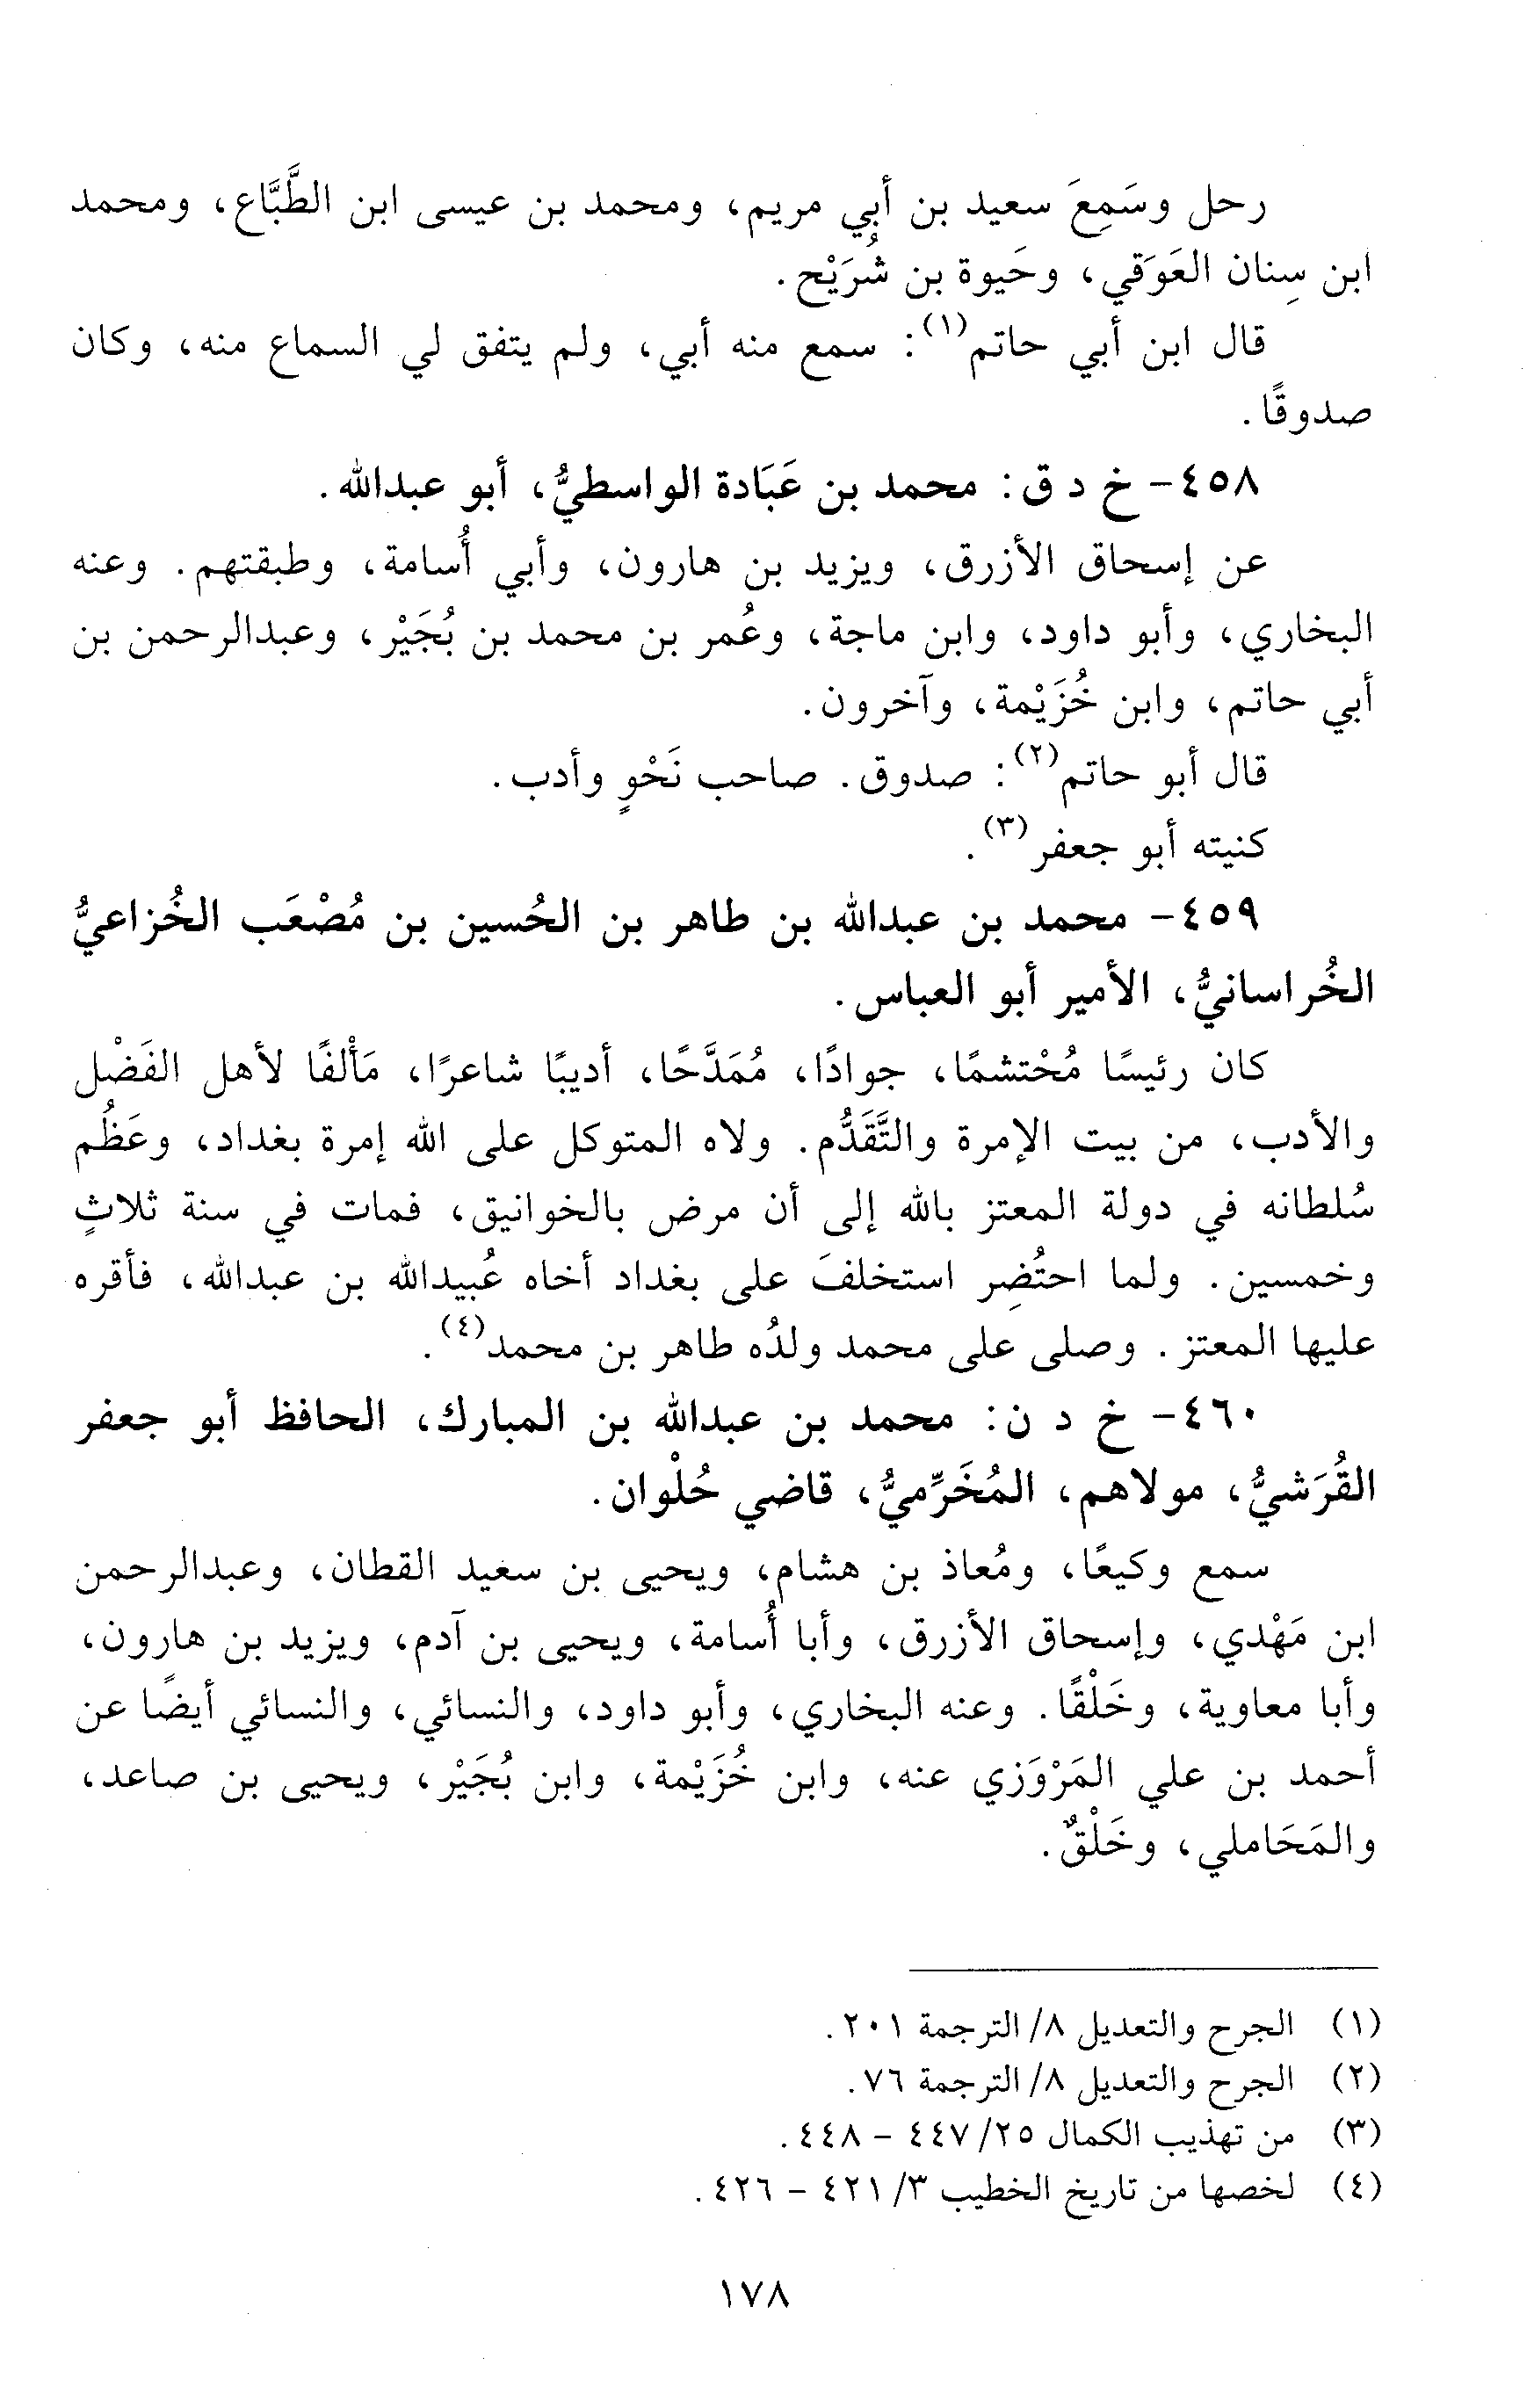 رحل وسَمِعَ سعيد بن أبي مريم، ومحمد بن عيسى ابن الطَّبَّاع، ومحمد
ابن سِنان العَوَقي، وحَيوة بن شُرَيْح.
قال ابن أبي حاتم(١): سمع منه أبي، ولم يتفق لي السماع منه، وكان
صدوقًا.
٤٥٨- خ د ق: محمد بن عَبَادة الواسطيُّ، أبو عبدالله.
عن إسحاق الأزرق، ويزيد بن هارون، وأبي أُسامة، وطبقتهم. وعنه
البخاري، وأبو داود، وابن ماجة، وعُمر بن محمد بن بُجَيْر، وعبدالرحمن بن
أبي حاتم، وابن خُزَيْمة، وآخرون.
قال أبو حاتم(٢): صدوق. صاحب نَحْوٍ وأدب.
كنيته أبو جعفر(٣).
٤٥٩- محمد بن عبدالله بن طاهر بن الحُسين بن مُصْعَب الخُزاعيُّ
الخُراسانيُّ، الأمير أبو العباس.
كان رئيسًا مُحْتشمًا، جوادًا، مُمَدَّحًا، أديبًا شاعرًا، مَأْلفًا لأهل الفَضْل
والأدب، من بيت الإمرة والتَّقَدُّم. ولاه المتوكل على الله إمرة بغداد، وعَظُم
سُلطانه في دولة المعتز بالله إلى أن مرض بالخوانيق، فمات في سنة ثلاثٍ
وخمسين. ولما احتُضِر استخلفَ على بغداد أخاه عُبيدالله بن عبدالله، فأقره
عليها المعتز. وصلى على محمد ولدُه طاهر بن محمد(٤).
٤٦٠- خ د ن: محمد بن عبدالله بن المبارك، الحافظ أبو جعفر
القُرَشيُّ، مولاهم، المُخَرِّميُّ، قاضي حُلْوان.
سمع وكيعًا، ومُعاذ بن هشام، ويحيى بن سعيد القطان، وعبدالرحمن
ابن مَهْدي، وإسحاق الأزرق، وأبا أُسامة، ويحيى بن آدم، ويزيد بن هارون،
وأبا معاوية، وخَلْقًا. وعنه البخاري، وأبو داود، والنسائي، والنسائي أيضًا عن
أحمد بن علي المَرْوَزي عنه، وابن خُزَيْمة، وابن بُجَيْر، ويحيى بن صاعد،
والمَحَاملي، وخَلْقٌ.
(١) الجرح والتعديل ٨/ الترجمة ٢٠١.
(٢) الجرح والتعديل ٨/ الترجمة ٧٦.
(٣) من تهذيب الكمال ٢٥/ ٤٤٧ - ٤٤٨.
(٤) لخصها من تاريخ الخطيب ٣/ ٤٢١ - ٤٢٦.
١٧٨